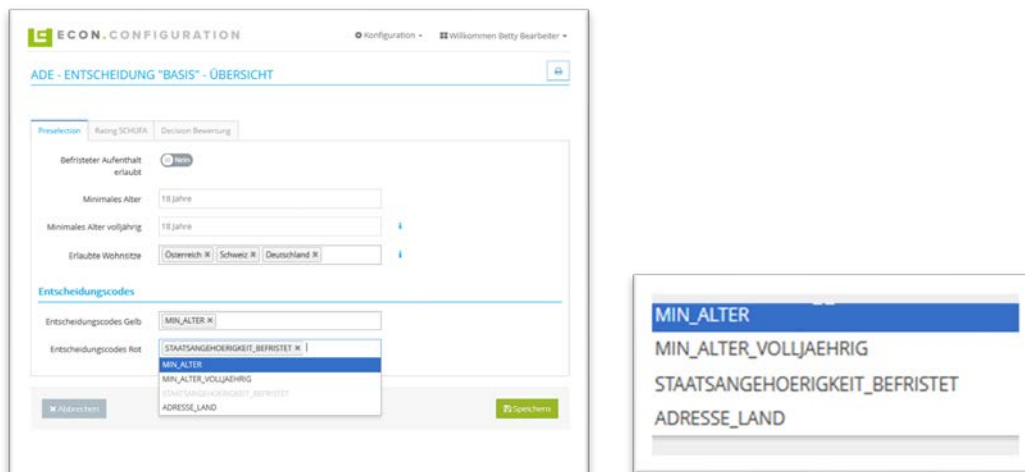 ECON.CONFIGURATION
Konfiguration
Willkommen Betty Bearbeiter
ADE - ENTSCHEIDUNG "BASIS" - ÜBERSICHT
Preselection Rating SCHUFA Decision Bewertung
Befristeter Aufenthalt
erlaubt
Nein
Minimales Alter 18 Jahre
Minimales Alter volljährig 18 Jahre
Erlaubte Wohnsitze Österreich Schweiz Deutschland
Entscheidungscodes
Entscheidungscodes Gelb MIN_ALTER
Entscheidungscodes Rot STAATSANGEHOERIGKEIT_BEFRISTET
MIN_ALTER
MIN_ALTER_VOLLJAEHRIG
STAATSANGEHOERIGKEIT_BEFRISTET
ADRESSE_LAND
Abbrechen Speichern
MIN_ALTER
MIN_ALTER_VOLLJAEHRIG
STAATSANGEHOERIGKEIT_BEFRISTET
ADRESSE_LAND